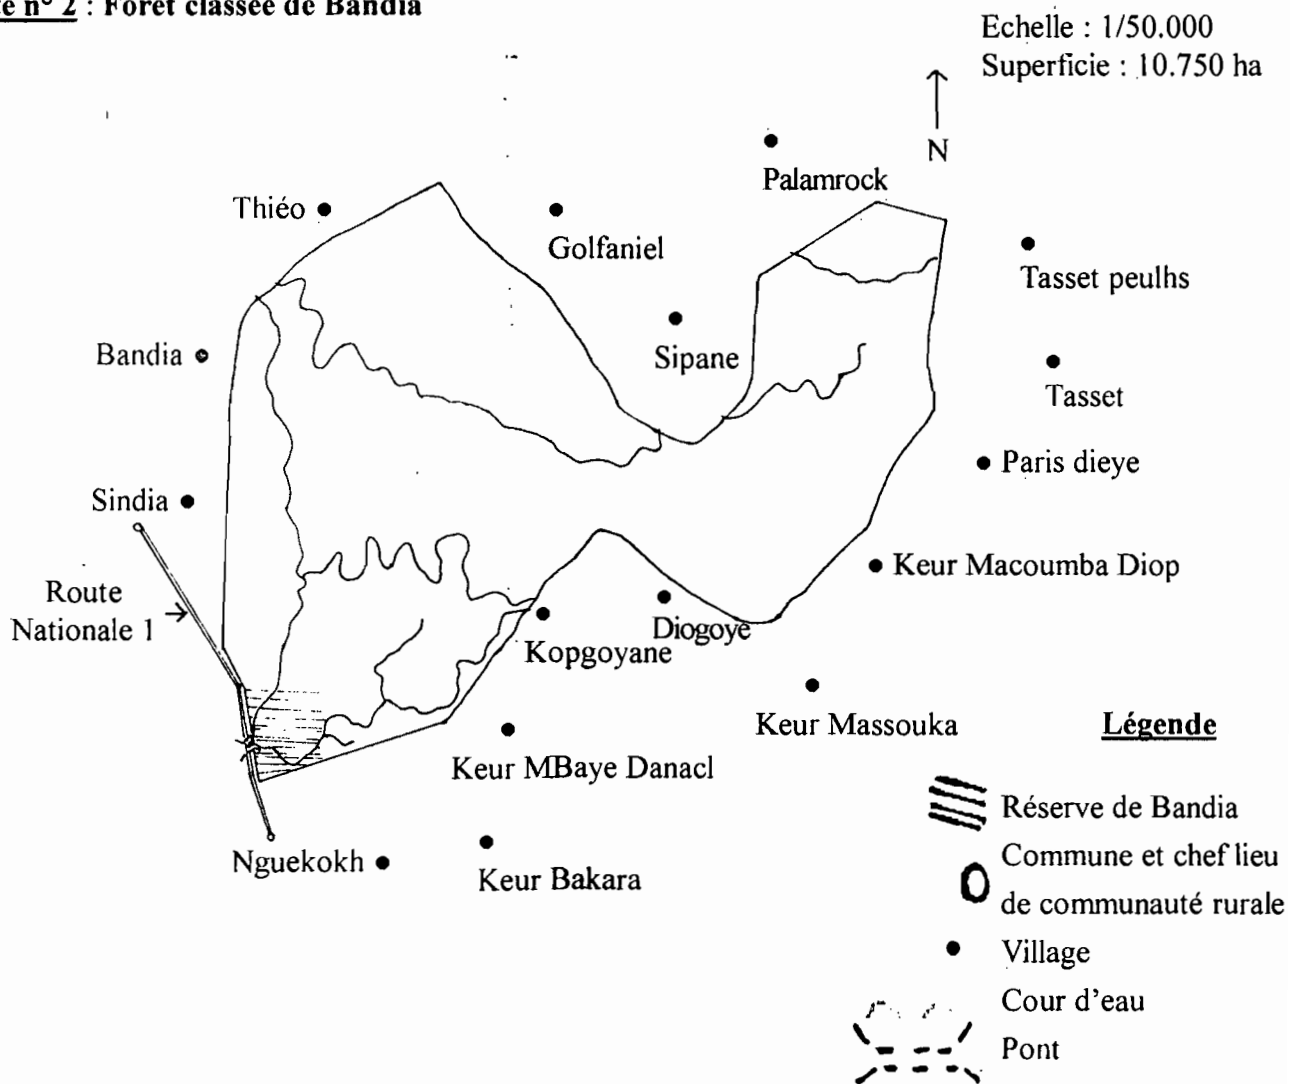 te n° 2 : Forêt classée de Bandia
Echelle : 1/50.000
Superficie : 10.750 ha
N
Palamrock
Thiéo
Golfaniel
Tasset peulhs
Bandia
Sipane
Tasset
Paris dieye
Sindia
Keur Macoumba Diop
Route
Nationale 1
Diogoye
Kopgoyane
Keur Massouka
Keur MBaye Danacl
Nguekokh
Keur Bakara
Légende
Réserve de Bandia
Commune et chef lieu
de communauté rurale
Village
Cour d'eau
Pont